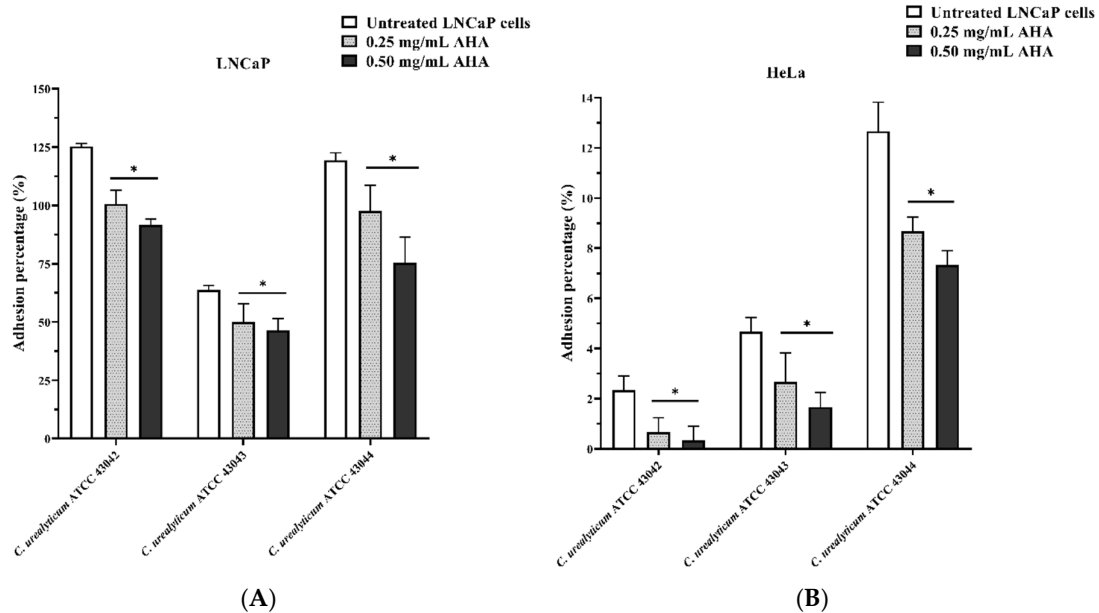 Untreated LNCaP cells
0.25 mg/mL AHA
0.50 mg/mL AHA
LNCaP
Adhesion percentage (%)
150
125
100
75
50
25
0
*
*
*
C. urealyticum ATCC 43042
C. urealyticum ATCC 43043
C. urealyticum ATCC 43044
(A)
Untreated LNCaP cells
0.25 mg/mL AHA
0.50 mg/mL AHA
HeLa
Adhesion percentage (%)
14
12
10
8
6
4
2
0
*
*
*
C. urealyticum ATCC 43042
C. urealyticum ATCC 43043
C. urealyticum ATCC 43044
(B)